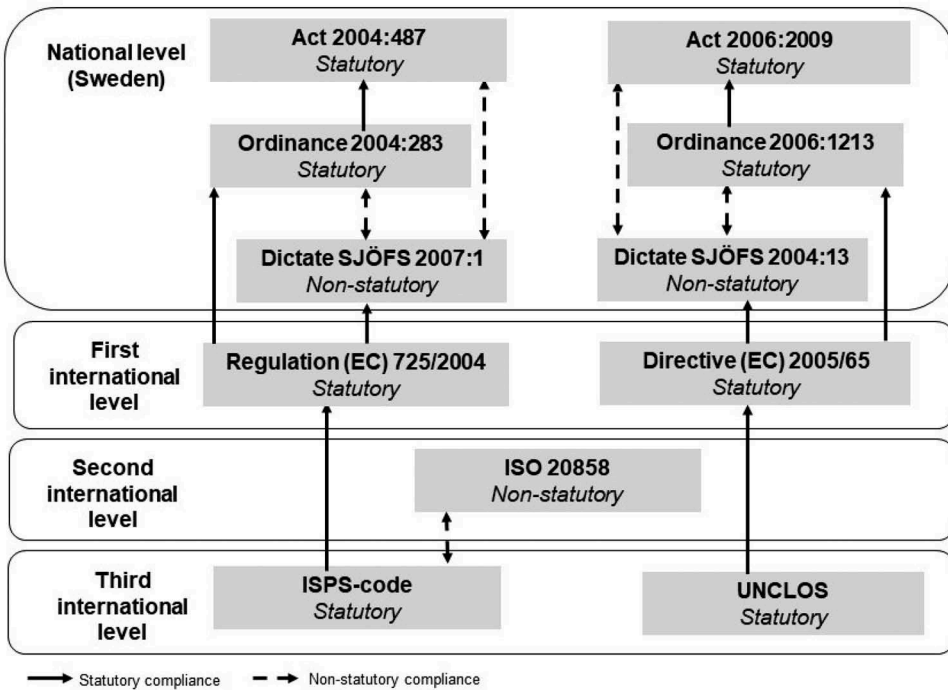 National level
(Sweden)
Act 2004:487
Statutory
Act 2006:2009
Statutory
Ordinance 2004:283
Statutory
Ordinance 2006:1213
Statutory
Dictate SJÖFS 2007:1
Non-statutory
Dictate SJÖFS 2004:13
Non-statutory
First
international
level
Regulation (EC) 725/2004
Statutory
Directive (EC) 2005/65
Statutory
Second
international
level
ISO 20858
Non-statutory
Third
international
level
ISPS-code
Statutory
UNCLOS
Statutory
Statutory compliance
Non-statutory compliance